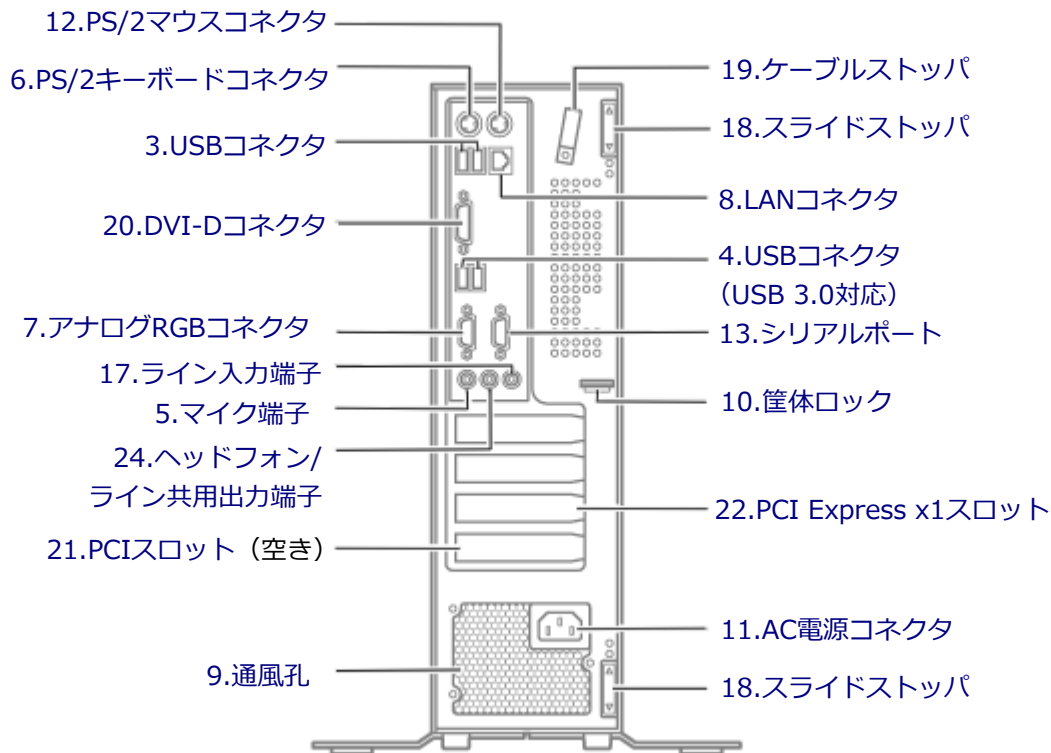 12.PS/2マウスコネクタ
6.PS/2キーボードコネクタ
3.USBコネクタ
20.DVI-Dコネクタ
7.アナログRGBコネクタ
17.ライン入力端子
5.マイク端子
24.ヘッドフォン/
ライン共用出力端子
21.PCIスロット（空き）
9.通風孔
19.ケーブルストッパ
18.スライドストッパ
8.LANコネクタ
4.USBコネクタ
（USB 3.0対応）
13.シリアルポート
10.筐体ロック
22.PCI Express x1スロット
11.AC電源コネクタ
18.スライドストッパ